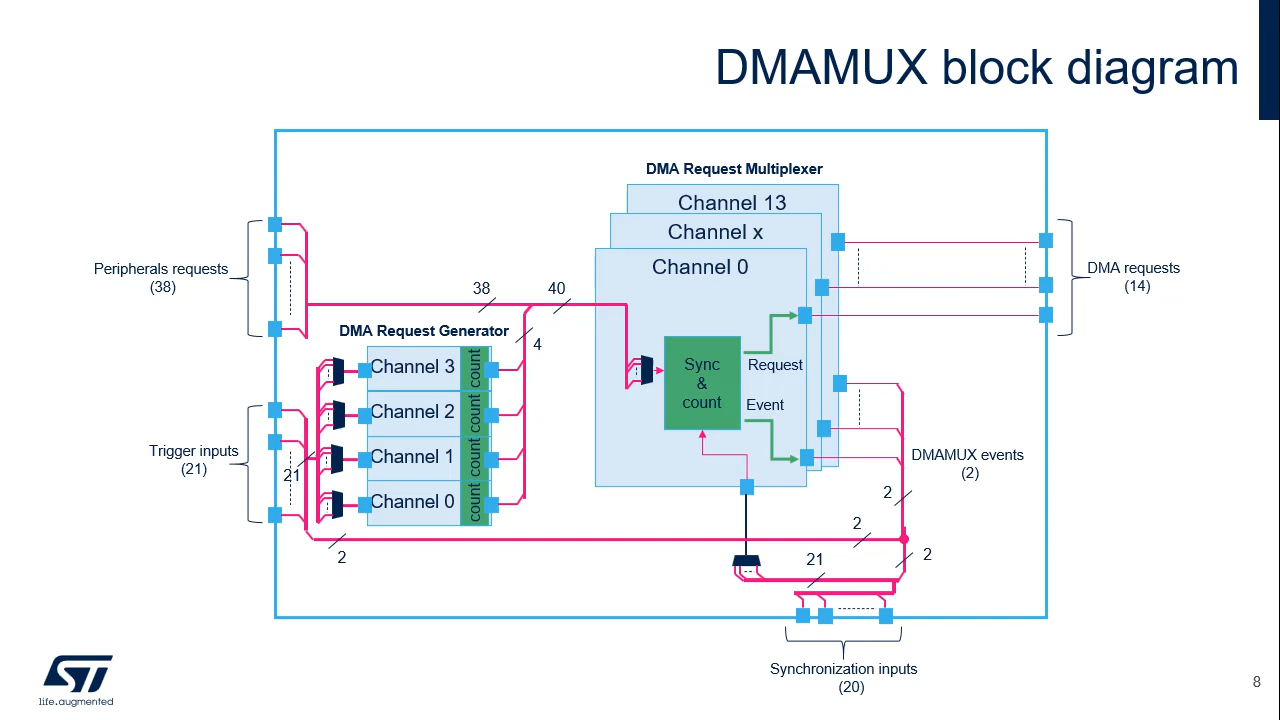 DMAMUX block diagram
DMA Request Multiplexer
Channel 13
Channel x
Channel 0
Peripherals requests
(38)
DMA requests
(14)
38
40
DMA Request Generator
4
Channel 3
count
Channel 2
count
Channel 1
count
Channel 0
count
Sync
&
count
Request
Event
Trigger inputs
(21)
21
DMAMUX events
(2)
2
2
2
2
21
Synchronization inputs
(20)
ST
life.augmented
8